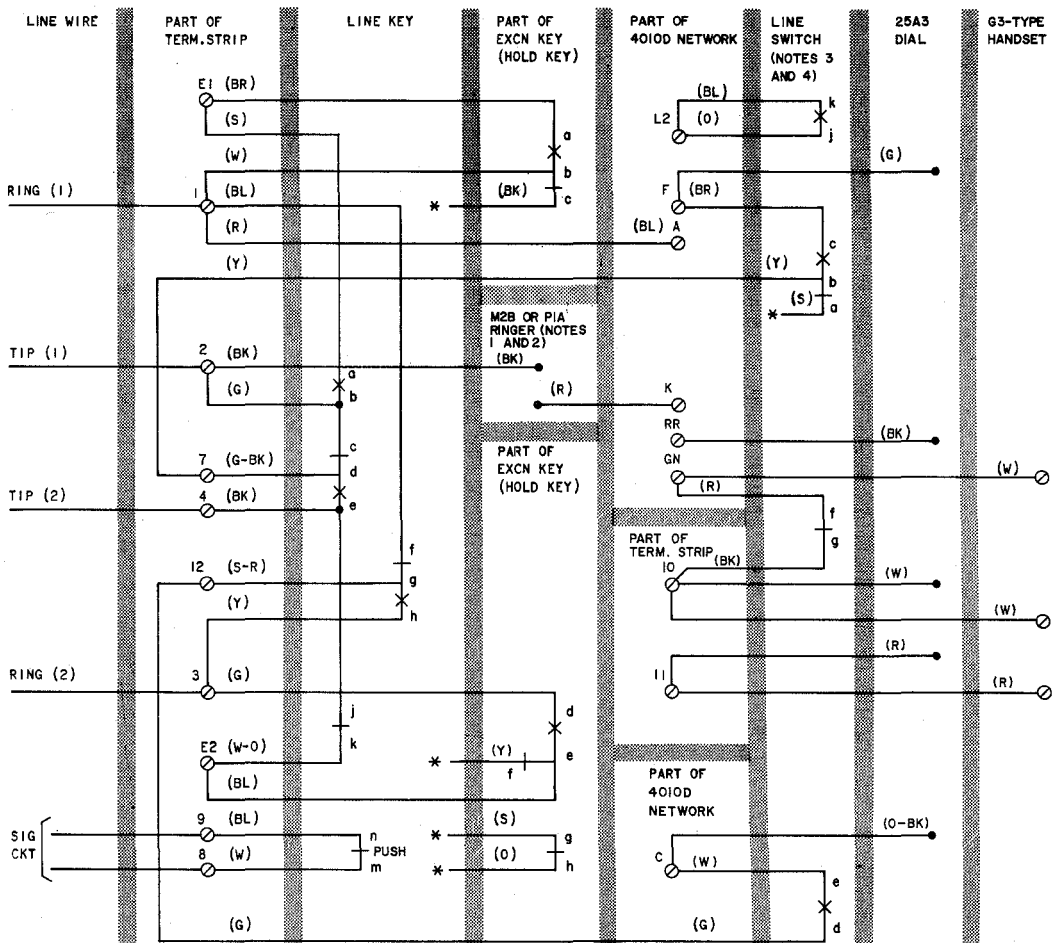 LINE WIRE
PART OF
TERM.STRIP
LINE KEY
PART OF
EXCN KEY
(HOLD KEY)
PART OF
4010D NETWORK
LINE
SWITCH
(NOTES 3
AND 4)
25A3
DIAL
G3-TYPE
HANDSET
E1 (BR)
(S)
(W)
RING (1)
1
(BL)
(R)
(Y)
a
b
(BK)
c
*
L2
(BL)
(O)
k
j
F
(BR)
(G)
(BL) A
(Y)
c
b
(S)
a
*
M2B OR P1A
RINGER (NOTES
1 AND 2)
(BK)
(R)
K
TIP (1)
2
(BK)
(G)
a
b
c
7 (G-BK)
d
TIP (2)
4 (BK)
e
PART OF
EXCN KEY
(HOLD KEY)
RR
(BK)
GN
(R)
(W)
f
g
PART OF
TERM. STRIP
(BK)
10
(W)
(W)
12 (S-R)
(Y)
f
g
h
RING (2)
3
(G)
11
(R)
(R)
j
k
d
e
* (Y)
f
E2 (W-O)
(BL)
PART OF
4010D
NETWORK
SIG
CKT
9 (BL)
8 (W)
n
PUSH
m
* (S)
g
* (O)
h
C
(O-BK)
(W)
e
d
(G)
(G)